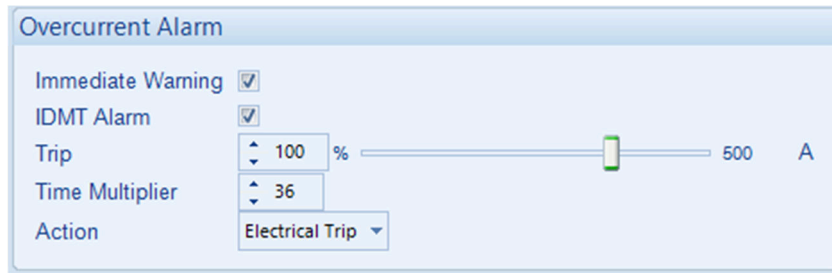 Overcurrent Alarm
Immediate Warning
IDMT Alarm
Trip 100 % 500 A
Time Multiplier 36
Action Electrical Trip